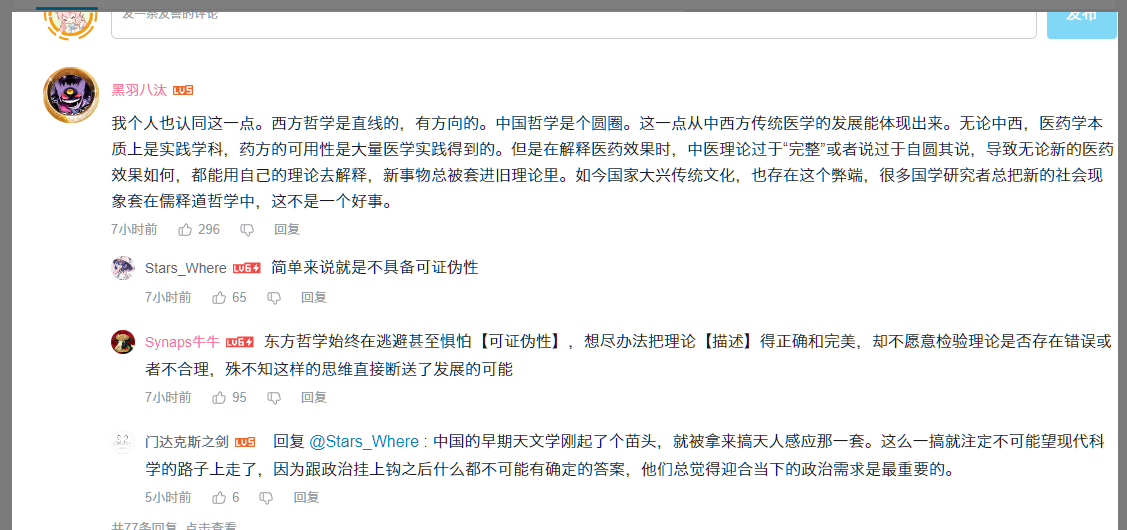 发一条友善的评论
发布
黑羽八汰 LV5
我个人也认同这一点。西方哲学是直线的，有方向的。中国哲学是个圆圈。这一点从中西方传统医学的发展能体现出来。无论中西，医药学本
质上是实践学科，药方的可用性是大量医学实践得到的。但是在解释医药效果时，中医理论过于“完整”或者说过于自圆其说，导致无论新的医药
效果如何，都能用自己的理论去解释，新事物总被套进旧理论里。如今国家大兴传统文化，也存在这个弊端，很多国学研究者总把新的社会现
象套在儒释道哲学中，这不是一个好事。
7小时前 296 回复
Stars_Where LV6 简单来说就是不具备可证伪性
7小时前 65 回复
Synaps牛牛 LV6 东方哲学始终在逃避甚至惧怕【可证伪性】，想尽办法把理论【描述】得正确和完美，却不愿意检验理论是否存在错误或
者不合理，殊不知这样的思维直接断送了发展的可能
7小时前 95 回复
门达克斯之剑 LV5 回复 @Stars_Where : 中国的早期天文学刚起了个苗头，就被拿来搞天人感应那一套。这么一搞就注定不可能望现代科
学的路子上走了，因为跟政治挂上钩之后什么都不可能有确定的答案，他们总觉得迎合当下的政治需求是最重要的。
5小时前 6 回复
共77条回复, 点击查看